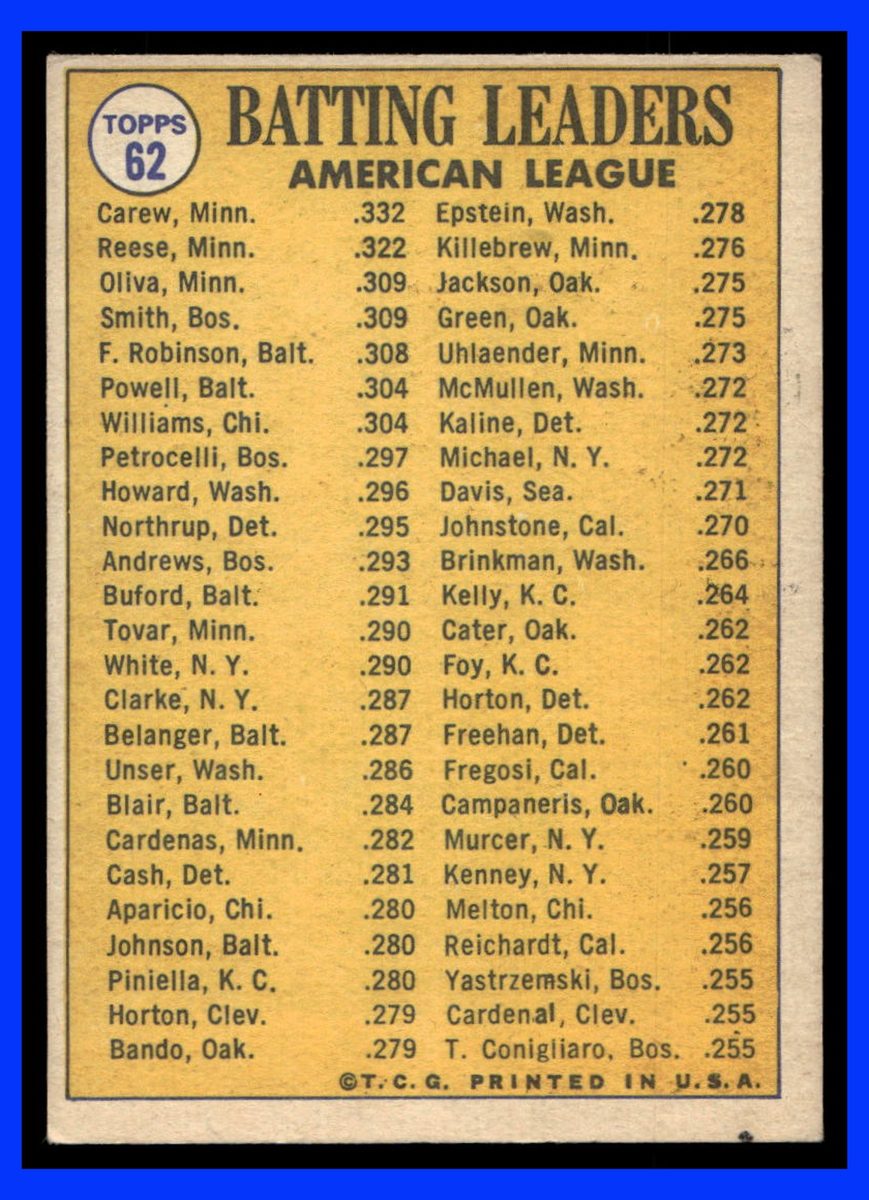 TOPPS
62
BATTING LEADERS
AMERICAN LEAGUE
Carew, Minn. .332
Reese, Minn. .322
Oliva, Minn. .309
Smith, Bos. .309
F. Robinson, Balt. .308
Powell, Balt. .304
Williams, Chi. .304
Petrocelli, Bos. .297
Howard, Wash. .296
Northrup, Det. .295
Andrews, Bos. .293
Buford, Balt. .291
Tovar, Minn. .290
White, N. Y. .290
Clarke, N. Y. .287
Belanger, Balt. .287
Unser, Wash. .286
Blair, Balt. .284
Cardenas, Minn. .282
Cash, Det. .281
Aparicio, Chi. .280
Johnson, Balt. .280
Piniella, K. C. .280
Horton, Clev. .279
Bando, Oak. .279
Epstein, Wash. .278
Killebrew, Minn. .276
Jackson, Oak. .275
Green, Oak. .275
Uhlaender, Minn. .273
McMullen, Wash. .272
Kaline, Det. .272
Michael, N. Y. .272
Davis, Sea. .271
Johnstone, Cal. .270
Brinkman, Wash. .266
Kelly, K. C. .264
Cater, Oak. .262
Foy, K. C. .262
Horton, Det. .262
Freehan, Det. .261
Fregosi, Cal. .260
Campaneris, Oak. .260
Murcer, N. Y. .259
Kenney, N. Y. .257
Melton, Chi. .256
Reichardt, Cal. .256
Yastrzemski, Bos. .255
Cardenal, Clev. .255
T. Conigliaro, Bos. .255
©T.C.G. PRINTED IN U.S.A.